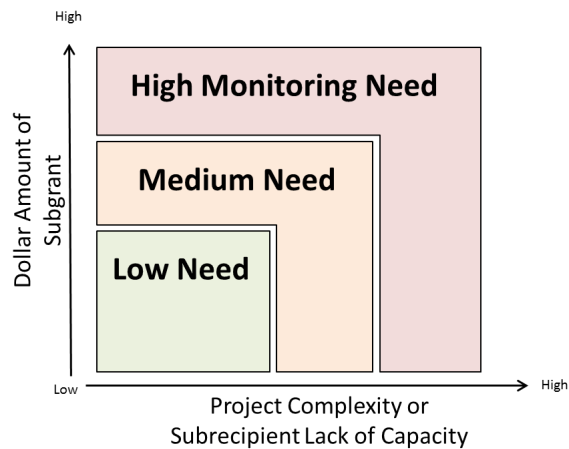 High
High Monitoring Need
Dollar Amount of
Subgrant
Medium Need
Low Need
Low
High
Project Complexity or
Subrecipient Lack of Capacity